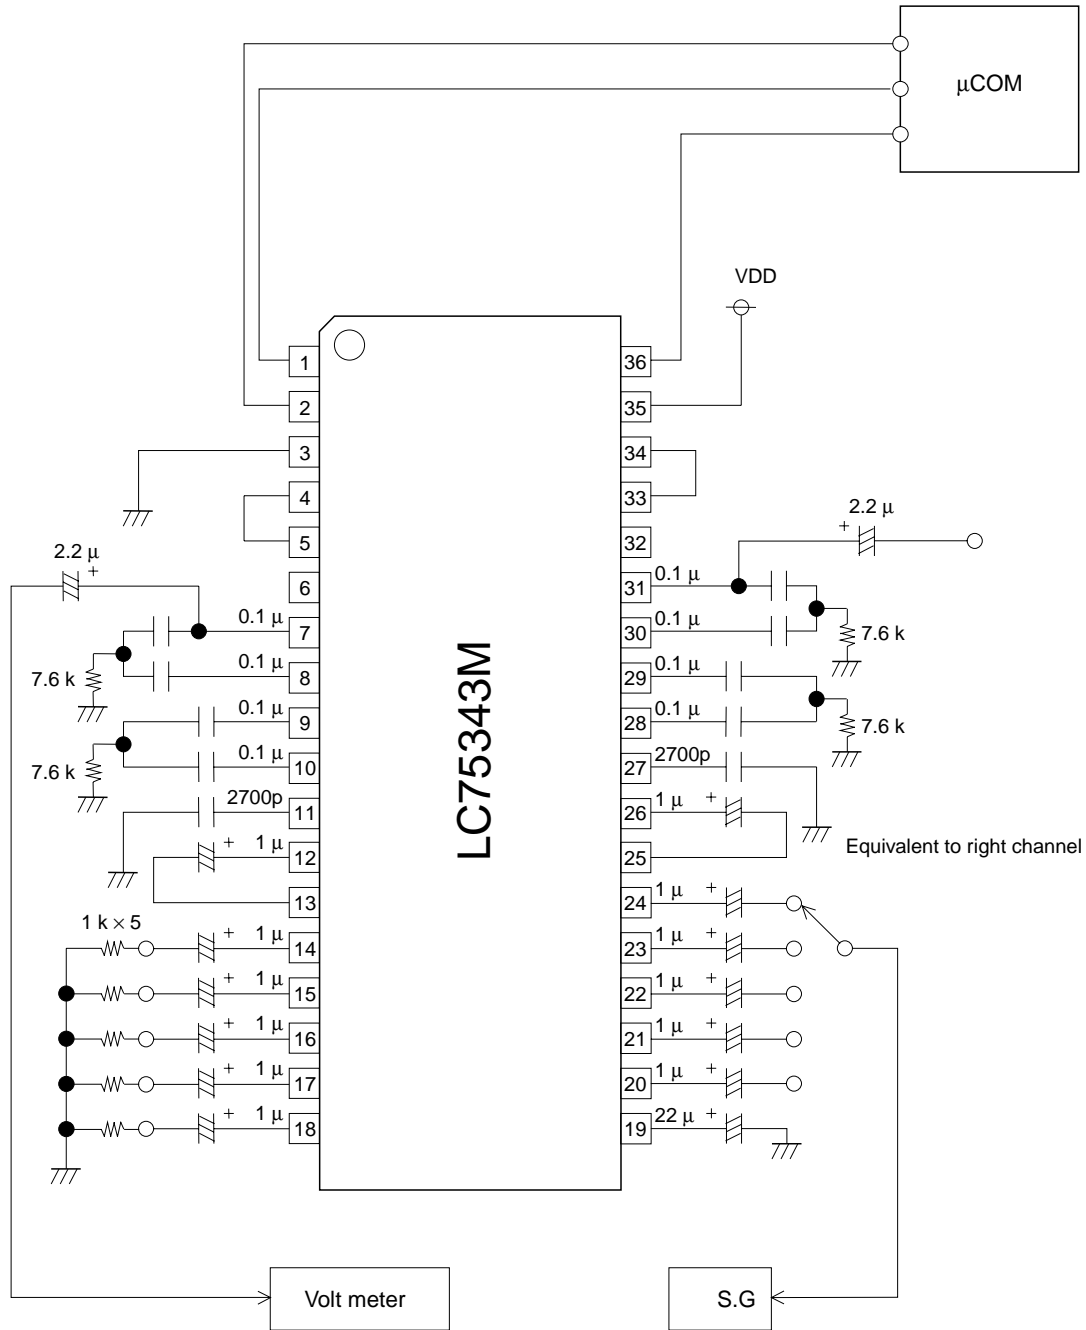 μCOM
VDD
LC75343M
1
2
3
4
5
6
7
8
9
10
11
12
13
14
15
16
17
18
36
35
34
33
32
31
30
29
28
27
26
25
24
23
22
21
20
19
2.2 μ
+
0.1 μ
0.1 μ
7.6 k
0.1 μ
0.1 μ
7.6 k
2700p
+ 1 μ
1 k × 5
+ 1 μ
+ 1 μ
+ 1 μ
+ 1 μ
+ 1 μ
2.2 μ
+
0.1 μ
0.1 μ
7.6 k
0.1 μ
0.1 μ
7.6 k
2700p
1 μ +
Equivalent to right channel
1 μ +
1 μ +
1 μ +
1 μ +
1 μ +
22 μ +
Volt meter
S.G